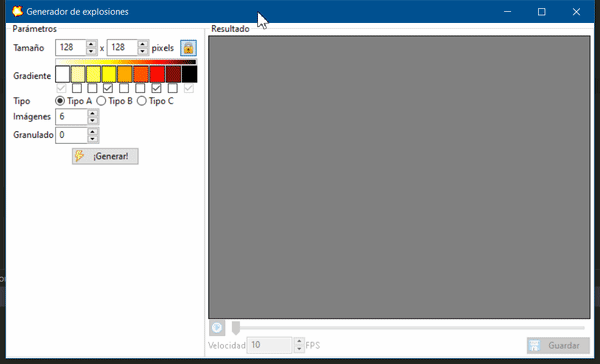 Generador de explosiones
Parámetros
Tamaño 128 x 128 pixels
Gradiente
Tipo Tipo A Tipo B Tipo C
Imágenes 6
Granulado 0
¡Generar!
Resultado
Velocidad 10 FPS
Guardar